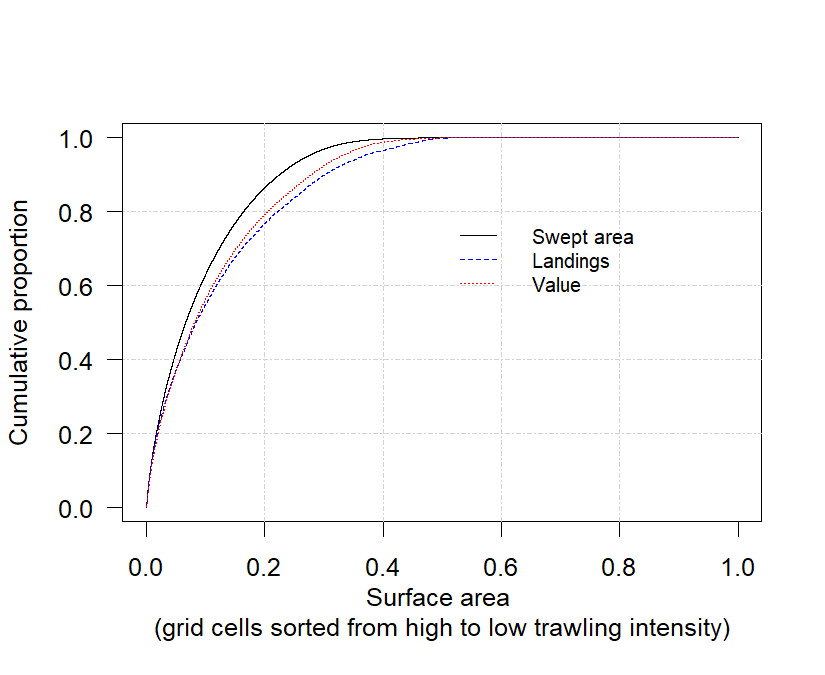 Cumulative proportion
1.0
0.8
0.6
0.4
0.2
0.0
Swept area
Landings
Value
0.0 0.2 0.4 0.6 0.8 1.0
Surface area
(grid cells sorted from high to low trawling intensity)